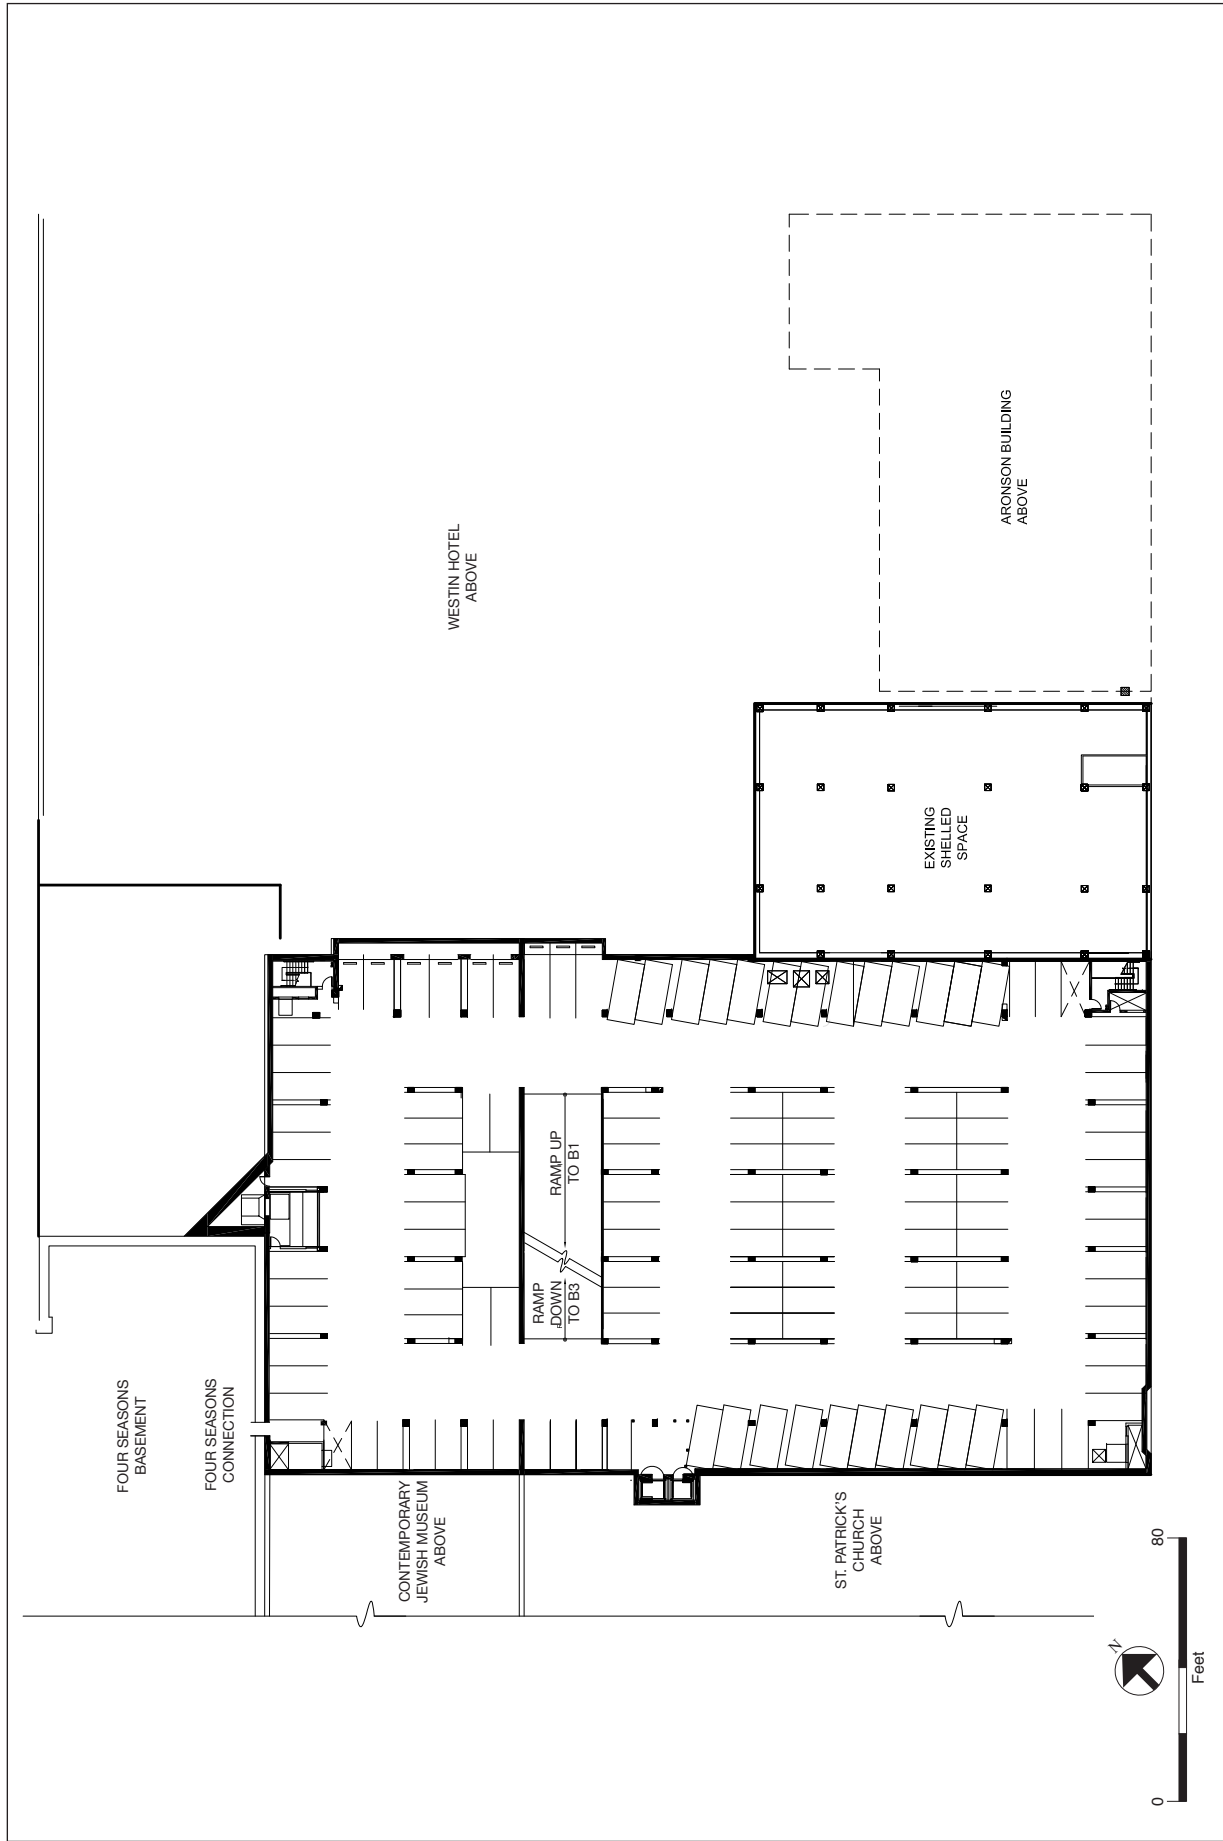 FOUR SEASONS
BASEMENT
FOUR SEASONS
CONNECTION
CONTEMPORARY
JEWISH MUSEUM
ABOVE
ST. PATRICK'S
CHURCH
ABOVE
WESTIN HOTEL
ABOVE
RAMP
DOWN
TO B3
RAMP UP
TO B1
EXISTING
SHELLED
SPACE
ARONSON BUILDING
ABOVE
N
0
80
Feet